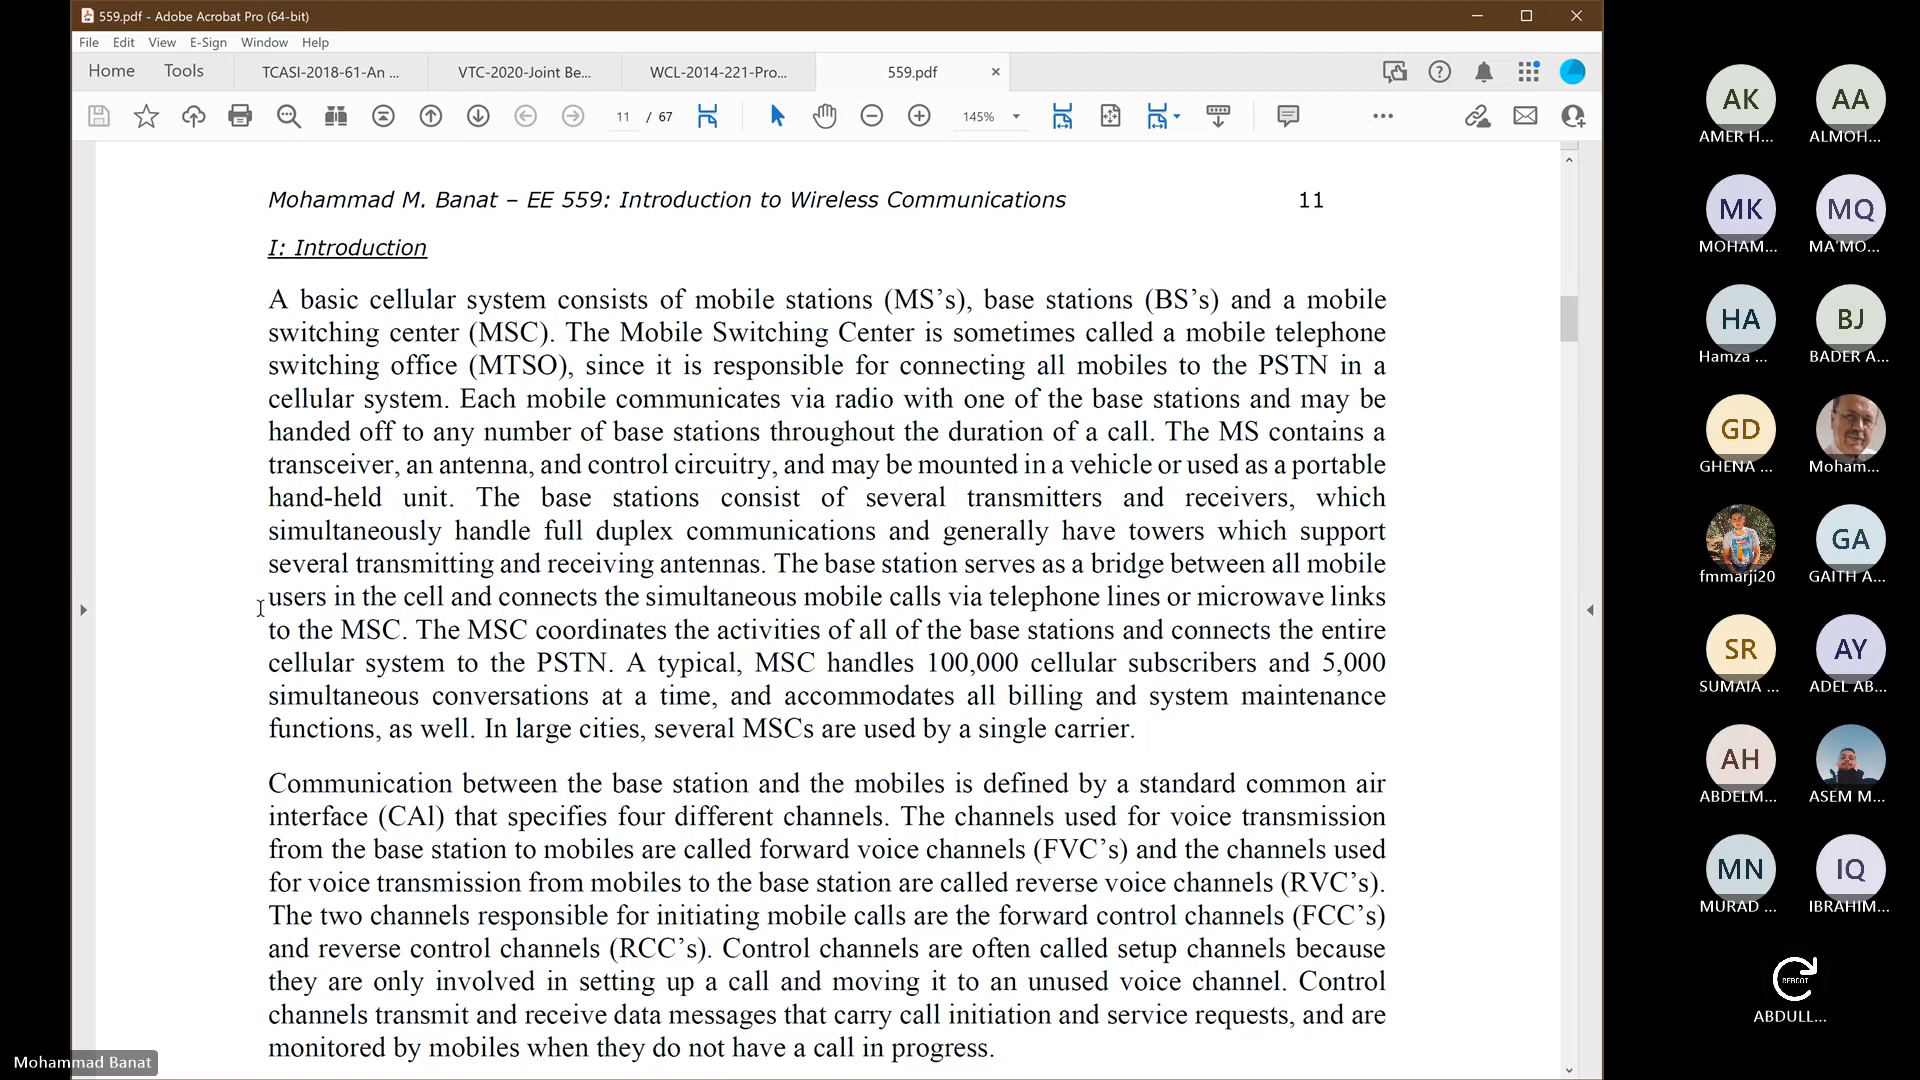 559.pdf - Adobe Acrobat Pro (64-bit)
File Edit View E-Sign Window Help
Home Tools TCASI-2018-61-An ... VTC-2020-Joint Be... WCL-2014-221-Pro... 559.pdf
11 / 67 145%
Mohammad M. Banat – EE 559: Introduction to Wireless Communications 11
I: Introduction
A basic cellular system consists of mobile stations (MS’s), base stations (BS’s) and a mobile
switching center (MSC). The Mobile Switching Center is sometimes called a mobile telephone
switching office (MTSO), since it is responsible for connecting all mobiles to the PSTN in a
cellular system. Each mobile communicates via radio with one of the base stations and may be
handed off to any number of base stations throughout the duration of a call. The MS contains a
transceiver, an antenna, and control circuitry, and may be mounted in a vehicle or used as a portable
hand-held unit. The base stations consist of several transmitters and receivers, which
simultaneously handle full duplex communications and generally have towers which support
several transmitting and receiving antennas. The base station serves as a bridge between all mobile
users in the cell and connects the simultaneous mobile calls via telephone lines or microwave links
to the MSC. The MSC coordinates the activities of all of the base stations and connects the entire
cellular system to the PSTN. A typical, MSC handles 100,000 cellular subscribers and 5,000
simultaneous conversations at a time, and accommodates all billing and system maintenance
functions, as well. In large cities, several MSCs are used by a single carrier.
Communication between the base station and the mobiles is defined by a standard common air
interface (CAl) that specifies four different channels. The channels used for voice transmission
from the base station to mobiles are called forward voice channels (FVC’s) and the channels used
for voice transmission from mobiles to the base station are called reverse voice channels (RVC’s).
The two channels responsible for initiating mobile calls are the forward control channels (FCC’s)
and reverse control channels (RCC’s). Control channels are often called setup channels because
they are only involved in setting up a call and moving it to an unused voice channel. Control
channels transmit and receive data messages that carry call initiation and service requests, and are
monitored by mobiles when they do not have a call in progress.
Mohammad Banat
AK AA
AMER H... ALMOH...
MK MQ
MOHAM... MA'MO...
HA BJ
Hamza ... BADER A...
GD
GHENA ... Moham...
GA
fmmarji20 GAITH A...
SR AY
SUMAIA ... ADEL AB...
AH
ABDELM... ASEM M...
MN IQ
MURAD ... IBRAHIM...
REBOOT
ABDULL...